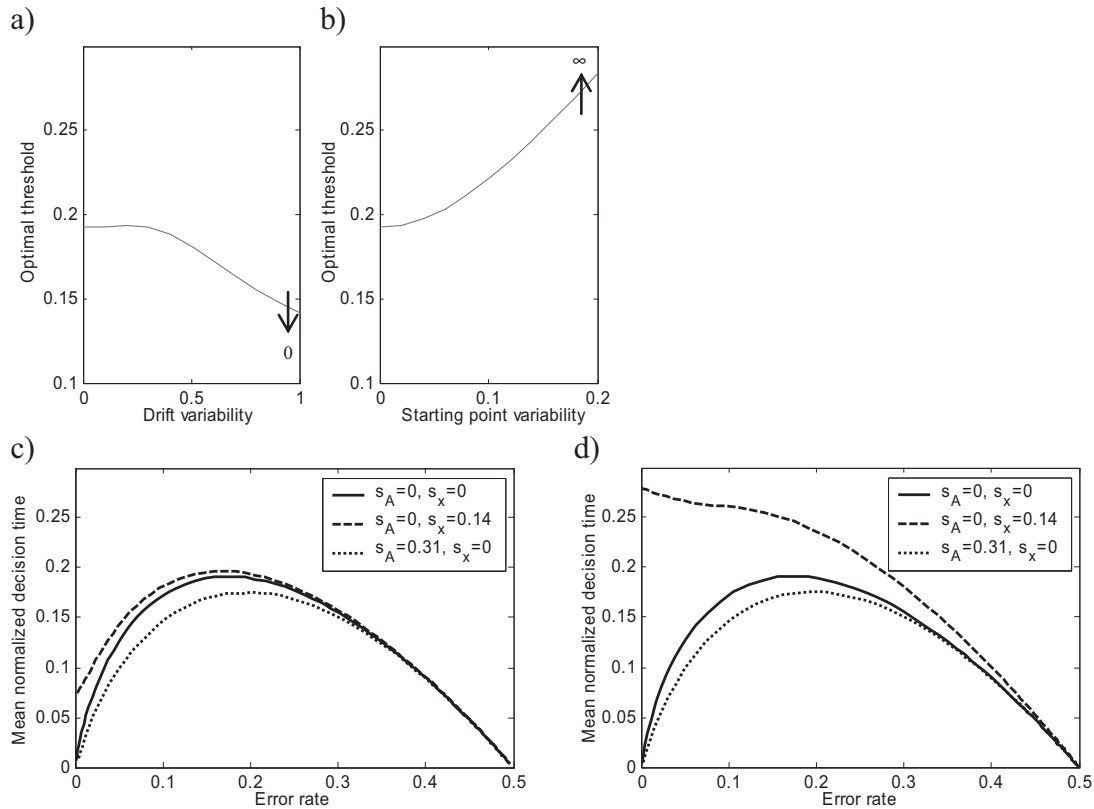 a)
b)
Optimal threshold
0.25
0.2
0.15
0.1
0
0
0.5
1
Drift variability
Optimal threshold
∞
0.25
0.2
0.15
0.1
0
0.1
0.2
Starting point variability
c)
d)
Mean normalized decision time
0.25
0.2
0.15
0.1
0.05
0
s_A=0, s_x=0
s_A=0, s_x=0.14
s_A=0.31, s_x=0
0
0.1
0.2
0.3
0.4
0.5
Error rate
Mean normalized decision time
0.25
0.2
0.15
0.1
0.05
0
s_A=0, s_x=0
s_A=0, s_x=0.14
s_A=0.31, s_x=0
0
0.1
0.2
0.3
0.4
0.5
Error rate